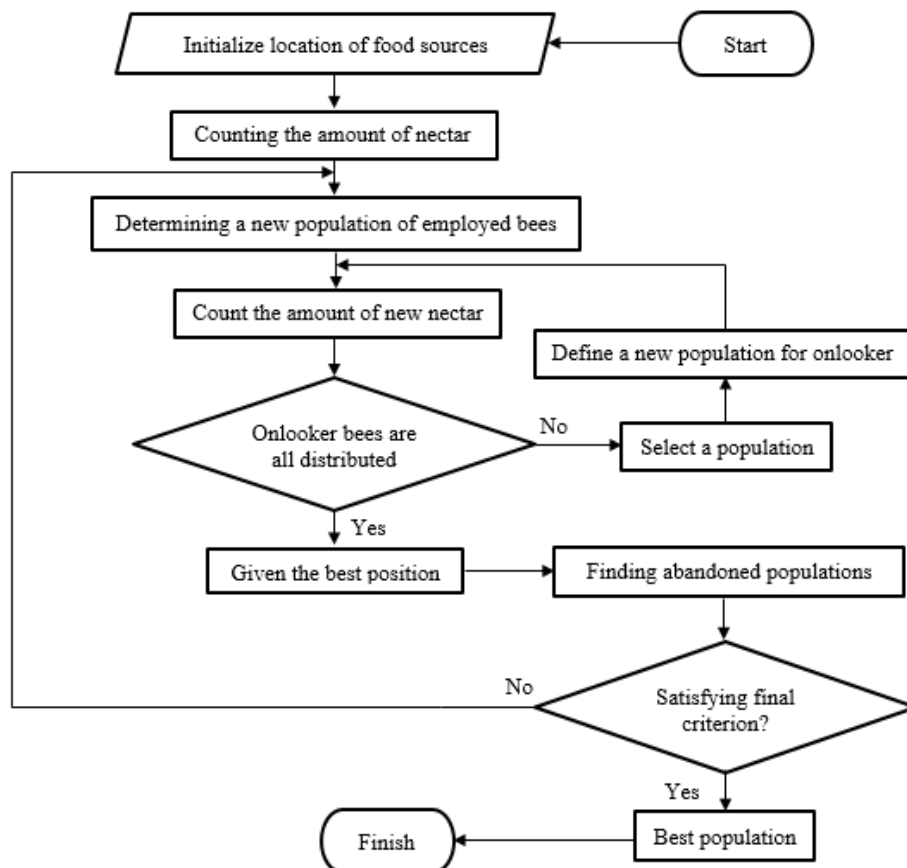 Start
Initialize location of food sources
Counting the amount of nectar
Determining a new population of employed bees
Count the amount of new nectar
Define a new population for onlooker
Onlooker bees are
all distributed
No
Select a population
Yes
Given the best position
Finding abandoned populations
No
Satisfying final
criterion?
Yes
Best population
Finish